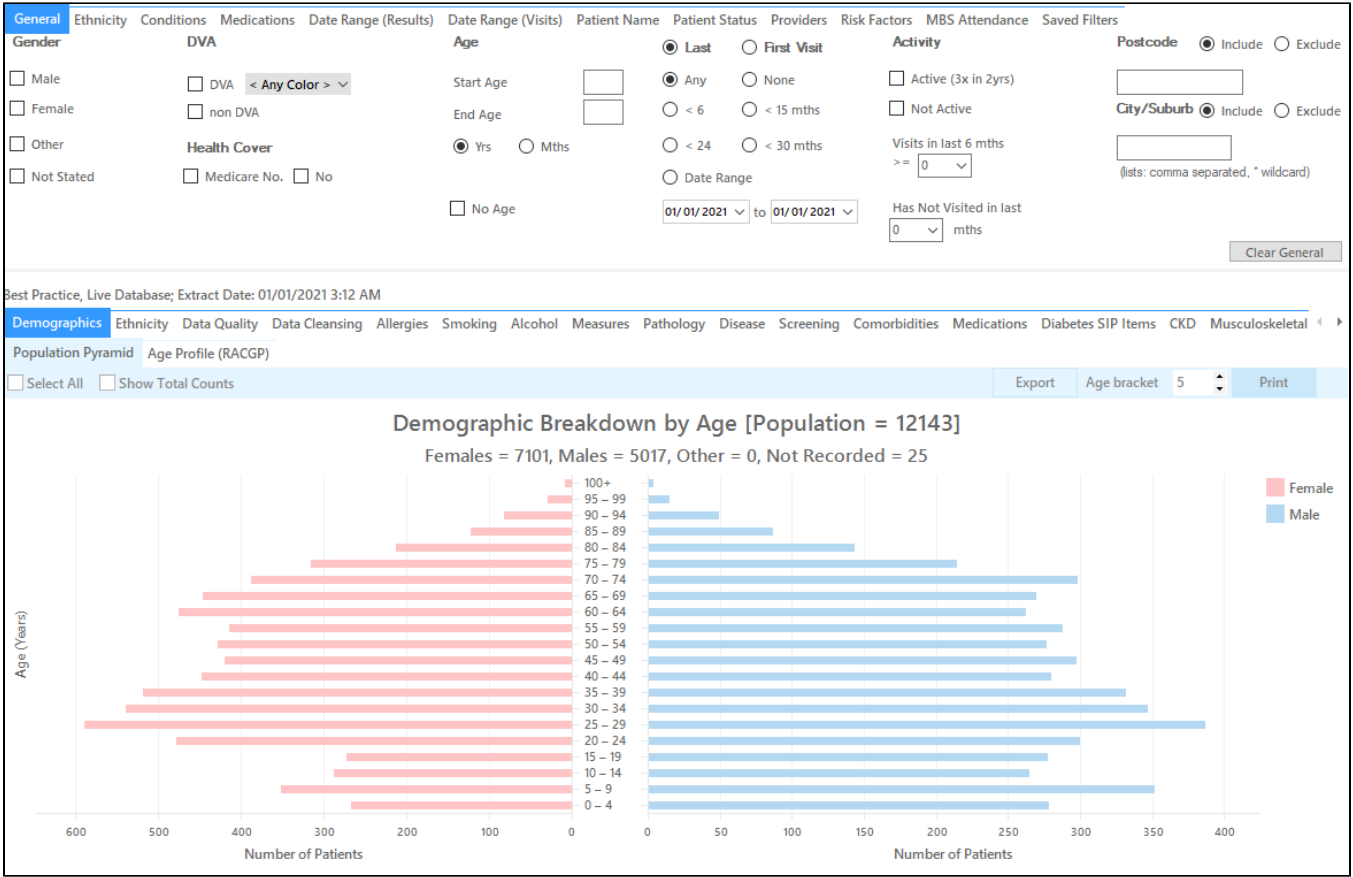 General Ethnicity Conditions Medications Date Range (Results) Date Range (Visits) Patient Name Patient Status Providers Risk Factors MBS Attendance Saved Filters
Gender DVA Age Last First Visit Activity Postcode Include Exclude
Male DVA < Any Color > Start Age Any None Active (3x in 2yrs)
Female non DVA End Age < 6 < 15 mths Not Active City/Suburb Include Exclude
Other Health Cover Yrs Mths < 24 < 30 mths Visits in last 6 mths
>= 0
Not Stated Medicare No. No Date Range (lists: comma separated, * wildcard)
No Age 01/01/2021 to 01/01/2021 Has Not Visited in last
0 mths
Clear General
Best Practice, Live Database; Extract Date: 01/01/2021 3:12 AM
Demographics Ethnicity Data Quality Data Cleansing Allergies Smoking Alcohol Measures Pathology Disease Screening Comorbidities Medications Diabetes SIP Items CKD Musculoskeletal
Population Pyramid Age Profile (RACGP)
Select All Show Total Counts Export Age bracket 5 Print
Demographic Breakdown by Age [Population = 12143]
Females = 7101, Males = 5017, Other = 0, Not Recorded = 25
100+
95 – 99
90 – 94
85 – 89
80 – 84
75 – 79
70 – 74
65 – 69
60 – 64
55 – 59
50 – 54
45 – 49
40 – 44
35 – 39
30 – 34
25 – 29
20 – 24
15 – 19
10 – 14
5 – 9
0 – 4
Female
Male
Age (Years)
600 500 400 300 200 100 0 0 50 100 150 200 250 300 350 400
Number of Patients Number of Patients